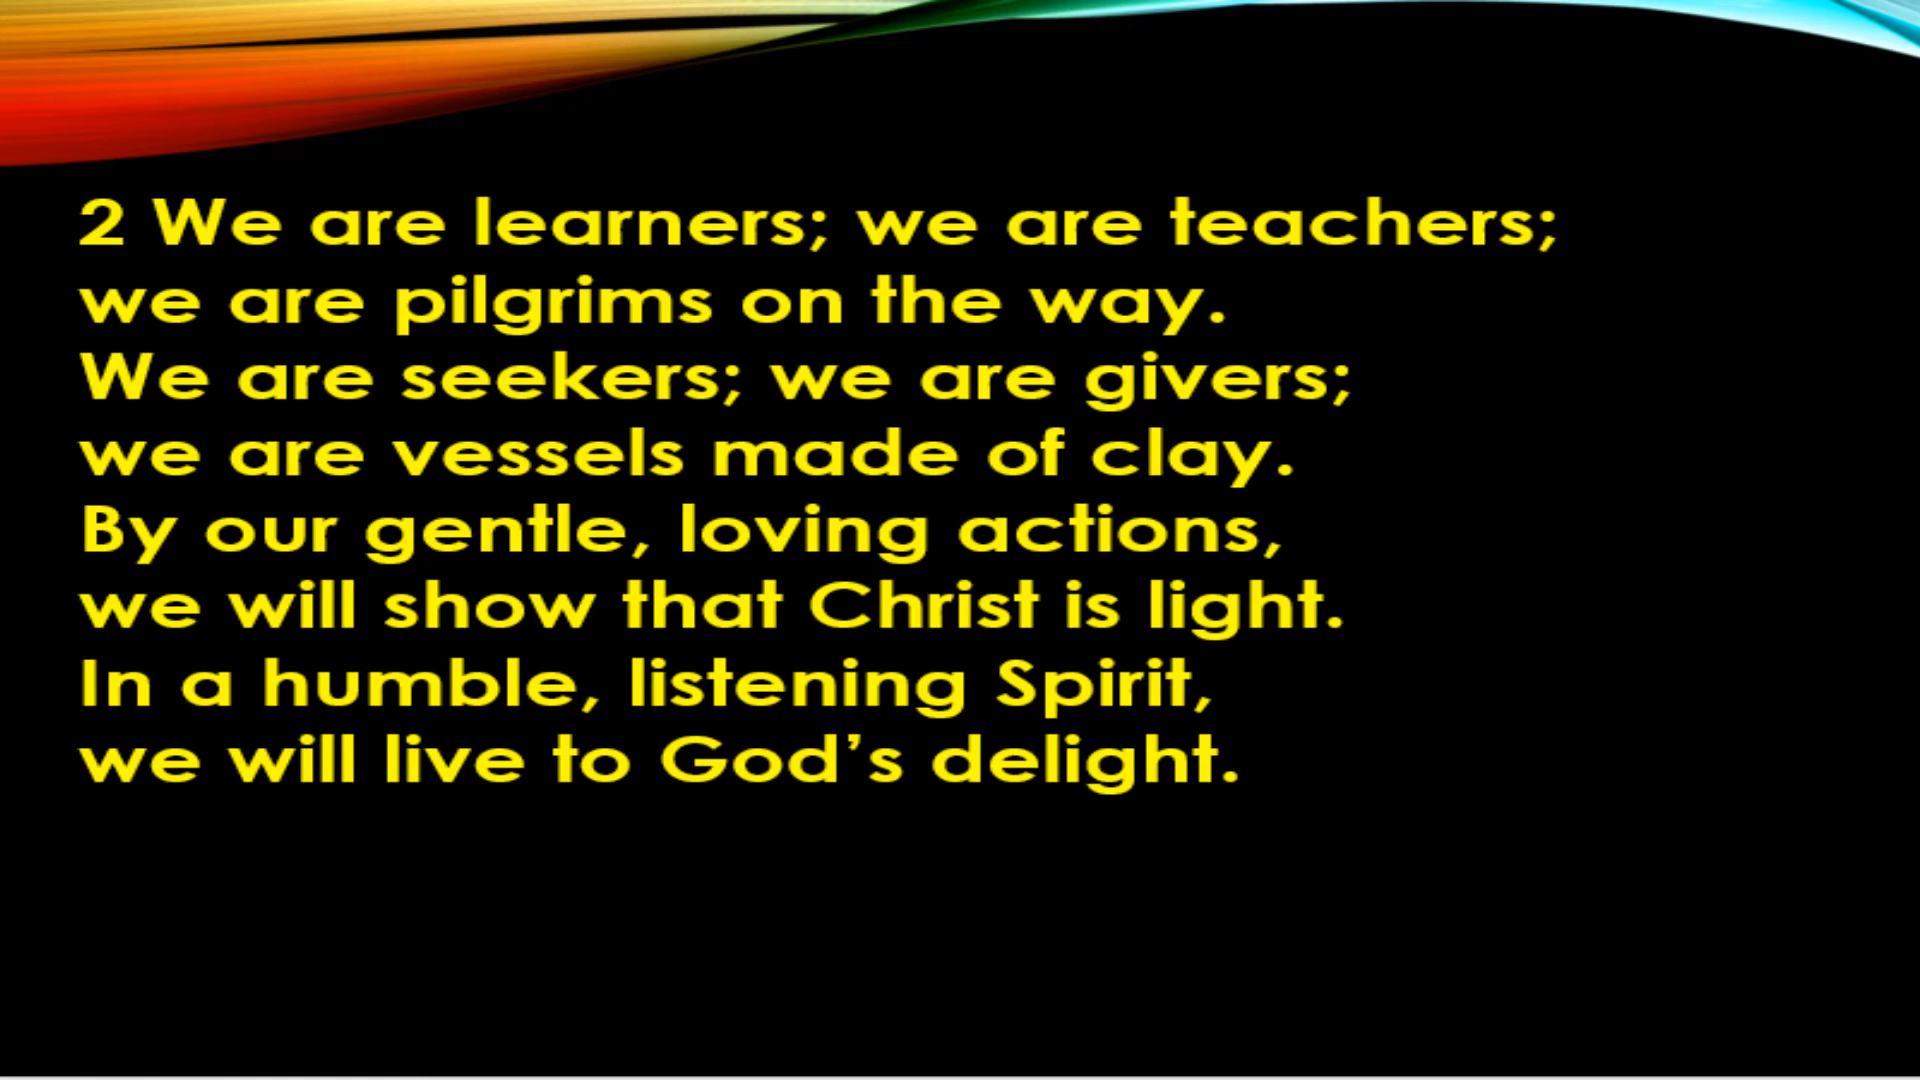 2 We are learners; we are teachers;
we are pilgrims on the way.
We are seekers; we are givers;
we are vessels made of clay.
By our gentle, loving actions,
we will show that Christ is light.
In a humble, listening Spirit,
we will live to God’s delight.